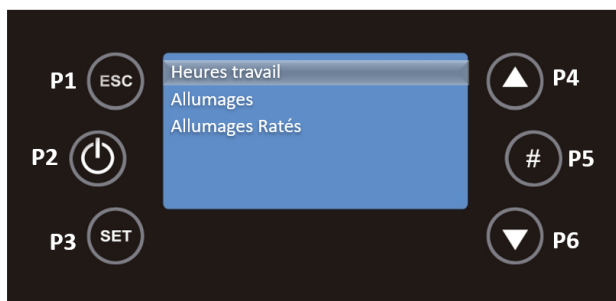 P1 ESC
Heures travail
P4
Allumages
Allumages Ratés
P2
# P5
P3 SET
P6